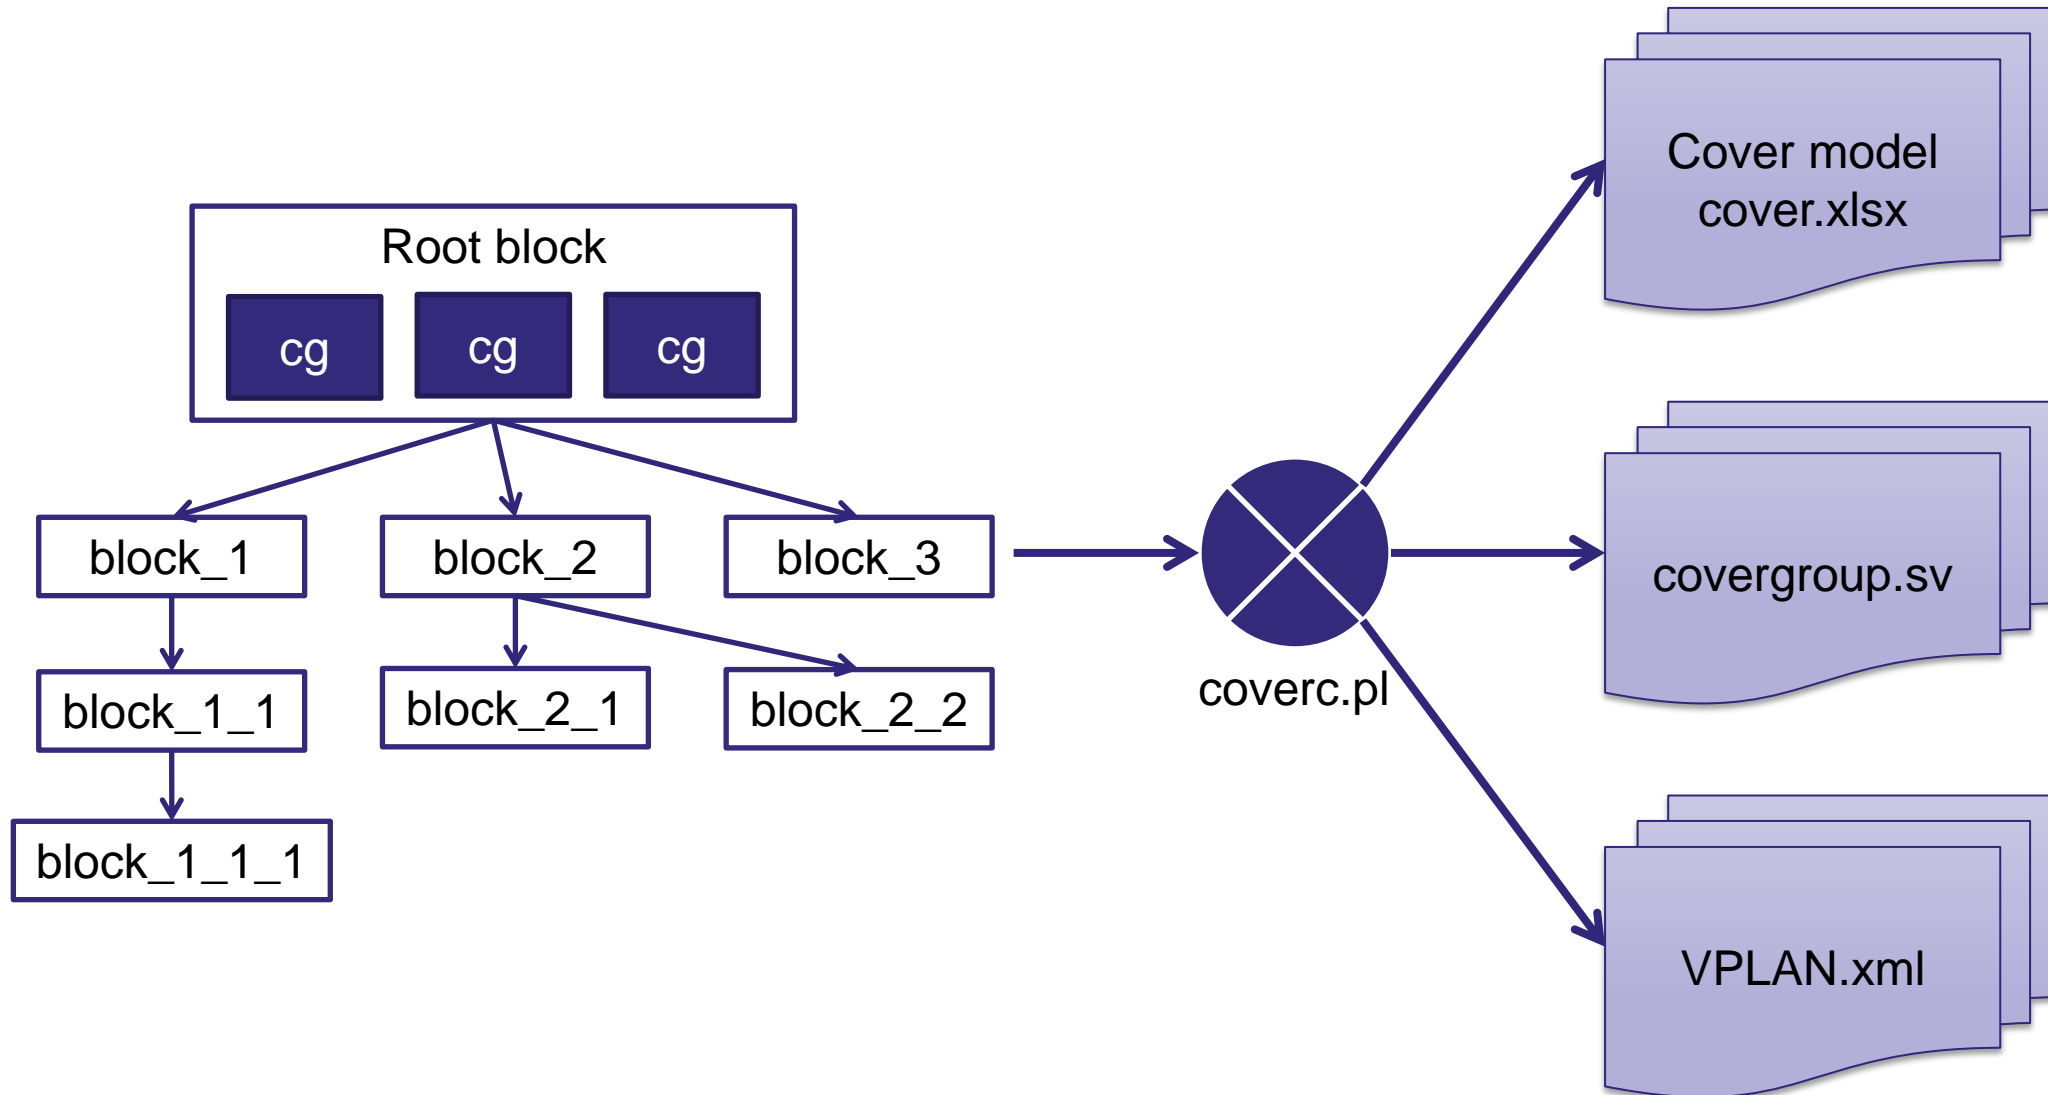 Root block
cg
cg
cg
block_1
block_2
block_3
block_1_1
block_2_1
block_2_2
block_1_1_1
coverc.pl
Cover model
cover.xlsx
covergroup.sv
VPLAN.xml